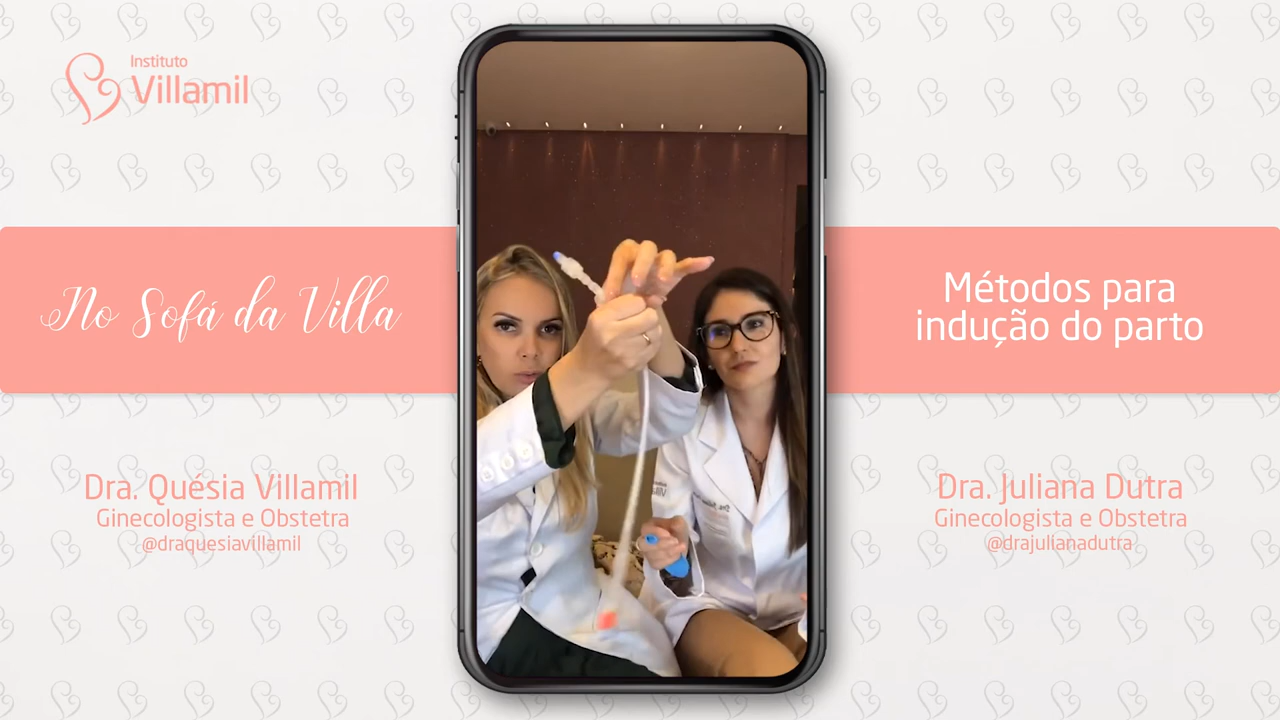 Instituto
Villamil
No Sofá da Villa
Métodos para
indução do parto
Dra. Quésia Villamil
Ginecologista e Obstetra
@draquesiavillamil
Dra. Juliana Dutra
Ginecologista e Obstetra
@drajulianadutra